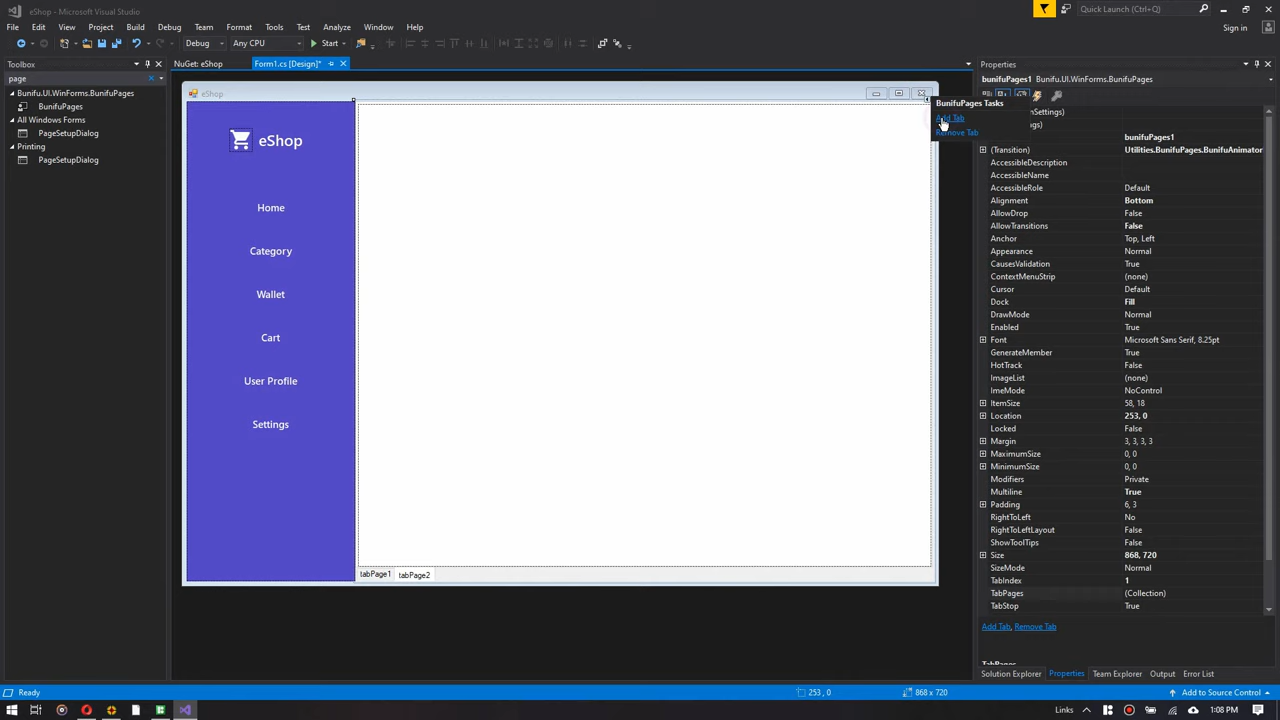 eShop
Quick Launch (Ctrl+Q)
File Edit View Project Build Debug Team Format Tools Test Analyze Window Help
Sign in
Debug Any CPU Start
Toolbox
NuGet: eShop
Form1.cs [Design]*
Properties
page
bunifuPages1 Bunifu.UI.WinForms.BunifuPages
Bunifu.UI.WinForms.BunifuPages
BunifuPages
All Windows Forms
PageSetupDialog
Printing
PageSetupDialog
eShop
eShop
Home
Category
Wallet
Cart
User Profile
Settings
tabPage1 tabPage2
BunifuPages Tasks
Add Tab
Remove Tab
Settings)
bunifuPages1
(Transition) Utilities.BunifuPages.BunifuAnimator
AccessibleDescription
AccessibleName
AccessibleRole Default
Alignment Bottom
AllowDrop False
AllowTransitions False
Anchor Top, Left
Appearance Normal
CausesValidation True
ContextMenuStrip (none)
Cursor Default
Dock Fill
DrawMode Normal
Enabled True
Font Microsoft Sans Serif, 8.25pt
GenerateMember True
HotTrack False
ImageList (none)
ImeMode NoControl
ItemSize 58, 18
Location 253, 0
Locked False
Margin 3, 3, 3, 3
MaximumSize 0, 0
MinimumSize 0, 0
Modifiers Private
Multiline True
Padding 6, 3
RightToLeft No
RightToLeftLayout False
ShowToolTips False
Size 868, 720
SizeMode Normal
TabIndex 1
TabPages (Collection)
TabStop True
Add Tab, Remove Tab
TabPages
Solution Explorer Properties Team Explorer Output Error List
Ready
253 , 0
868 x 720
Add to Source Control
Links
1:08 PM